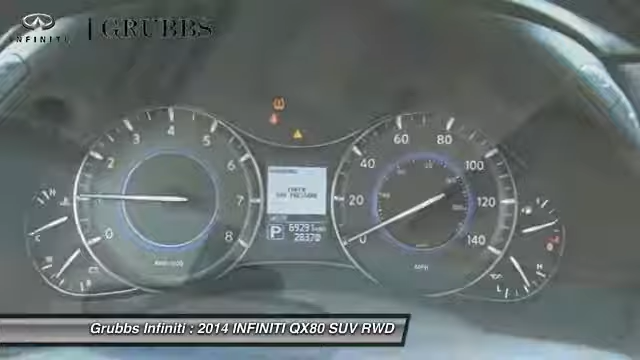 INFINITI | GRUBBS
40 60 80 100
20 120
0 140
2 3 4 5 6
1 7
0 8
MPH
CHECK
TIRE PRESSURE
P 69291
28370
C H
Grubbs Infiniti : 2014 INFINITI QX80 SUV RWD